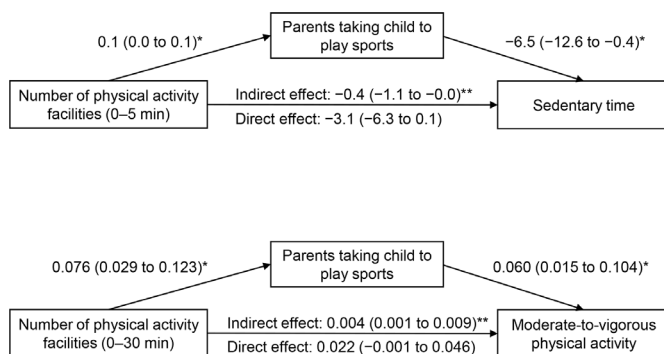 Parents taking child to
play sports
0.1 (0.0 to 0.1)*
−6.5 (−12.6 to −0.4)*
Number of physical activity
facilities (0–5 min)
Indirect effect: −0.4 (−1.1 to −0.0)**
Direct effect: −3.1 (−6.3 to 0.1)
Sedentary time
Parents taking child to
play sports
0.076 (0.029 to 0.123)*
0.060 (0.015 to 0.104)*
Number of physical activity
facilities (0–30 min)
Indirect effect: 0.004 (0.001 to 0.009)**
Direct effect: 0.022 (−0.001 to 0.046)
Moderate-to-vigorous
physical activity